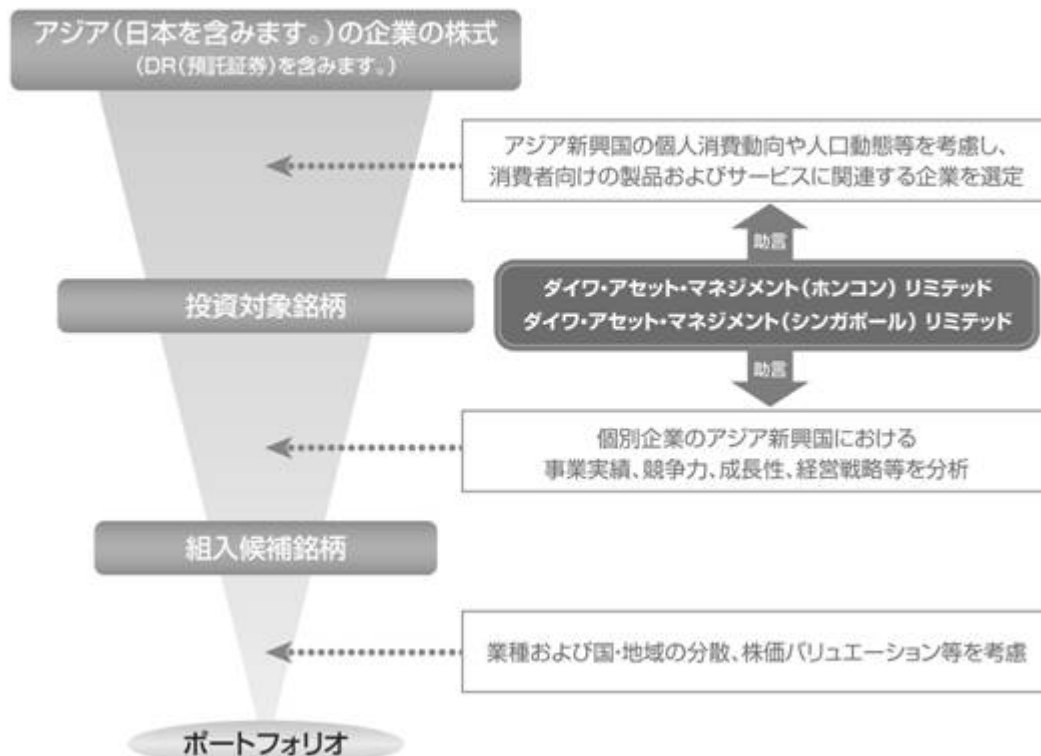 アジア(日本を含みます。)の企業の株式
(DR(預託証券)を含みます。)
アジア新興国の個人消費動向や人口動態等を考慮し、
消費者向けの製品およびサービスに関連する企業を選定
助言
ダイワ・アセット・マネジメント(ホンコン) リミテッド
ダイワ・アセット・マネジメント(シンガポール) リミテッド
投資対象銘柄
助言
個別企業のアジア新興国における
事業実績、競争力、成長性、経営戦略等を分析
組入候補銘柄
業種および国・地域の分散、株価バリュエーション等を考慮
ポートフォリオ